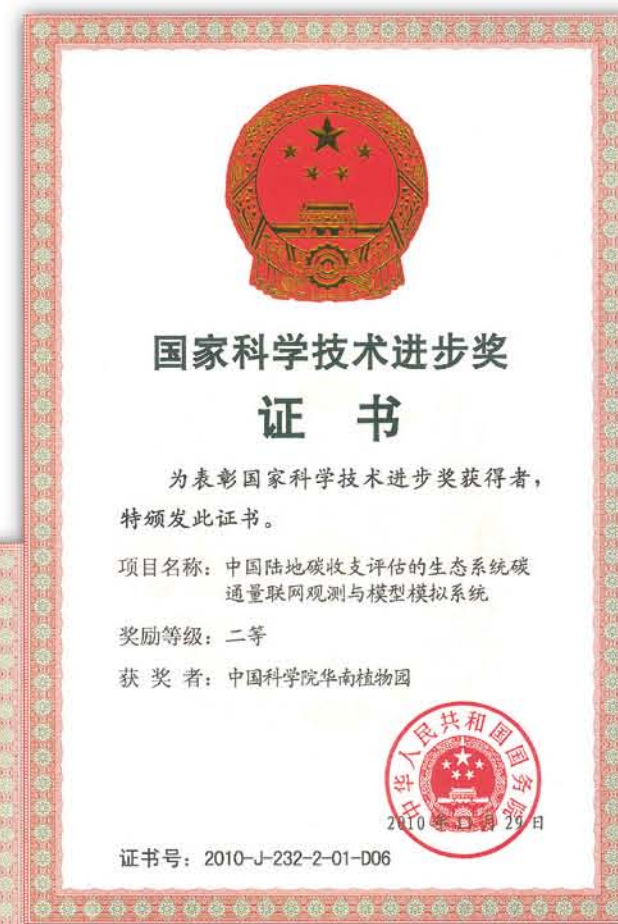 国家科学技术进步奖
证 书
为表彰国家科学技术进步奖获得者，
特颁发此证书。
项目名称：中国陆地碳收支评估的生态系统碳
通量联网观测与模型模拟系统
奖励等级：二等
获 奖 者：中国科学院华南植物园
中华人民共和国国务院
2010 年 11 月 29 日
证书号：2010-J-232-2-01-D06